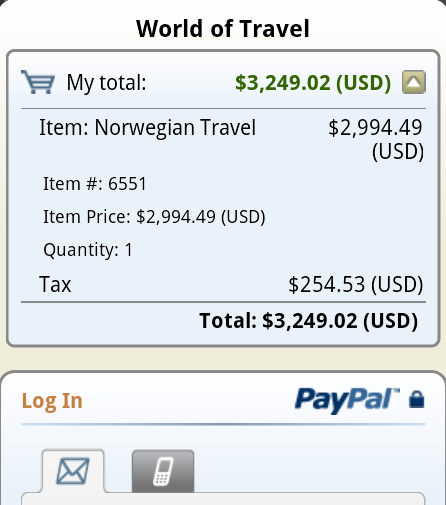 World of Travel
My total: $3,249.02 (USD)
Item: Norwegian Travel $2,994.49
(USD)
Item #: 6551
Item Price: $2,994.49 (USD)
Quantity: 1
Tax $254.53 (USD)
Total: $3,249.02 (USD)
Log In PayPal™